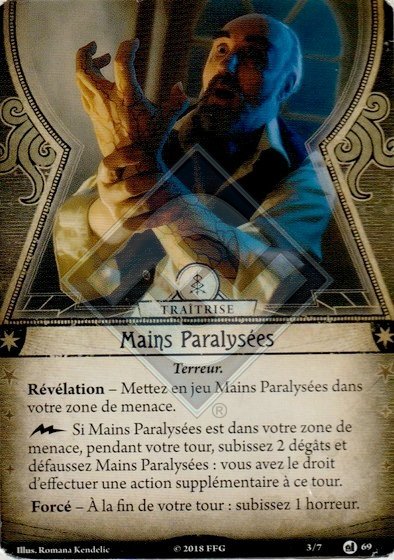 TRAÎTRISE
Mains Paralysées
Terreur.
Révélation – Mettez en jeu Mains Paralysées dans
votre zone de menace.
Si Mains Paralysées est dans votre zone de
menace, pendant votre tour, subissez 2 dégâts et
défaussez Mains Paralysées : vous avez le droit
d'effectuer une action supplémentaire à ce tour.
Forcé – À la fin de votre tour : subissez 1 horreur.
Illus. Romana Kendelic © 2018 FFG 3/7 69